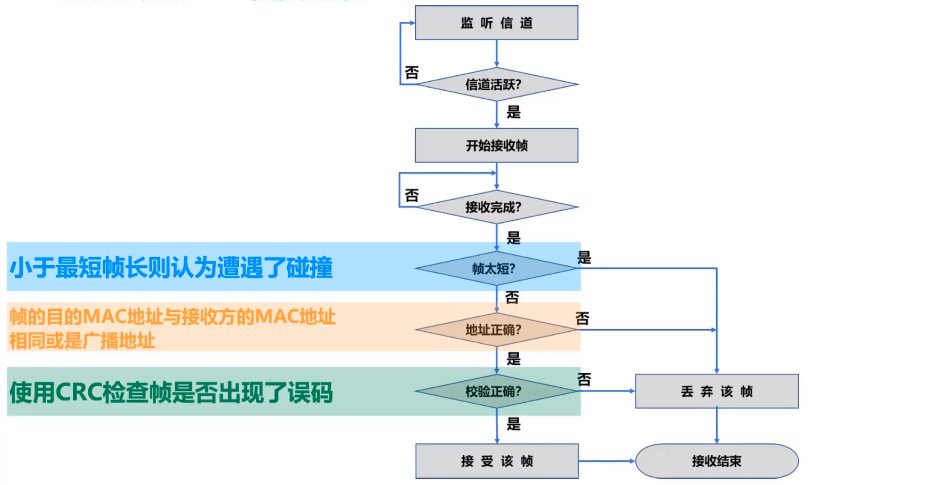 监 听 信 道
否
信道活跃?
是
开始接收帧
否
接收完成?
是
小于最短帧长则认为遭遇了碰撞
帧太短?
是
否
帧的目的MAC地址与接收方的MAC地址
相同或是广播地址
地址正确?
否
是
使用CRC检查帧是否出现了误码
校验正确?
否
丢 弃 该 帧
是
接 受 该 帧
接收结束